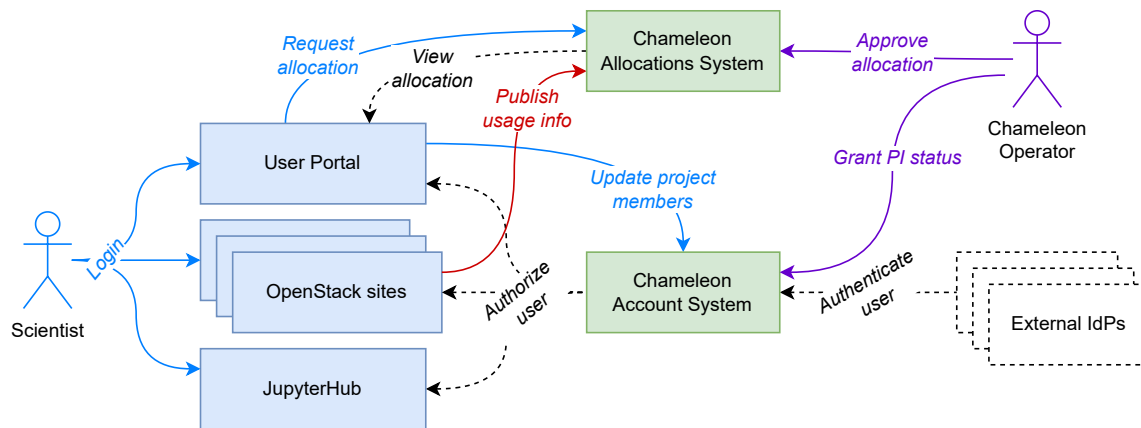 Request
allocation
View
allocation
Chameleon
Allocations System
Approve
allocation
Publish
usage info
Chameleon
Operator
User Portal
Grant PI status
Update project
members
Login
OpenStack sites
Authorize
user
Chameleon
Account System
Authenticate
user
External IdPs
Scientist
JupyterHub